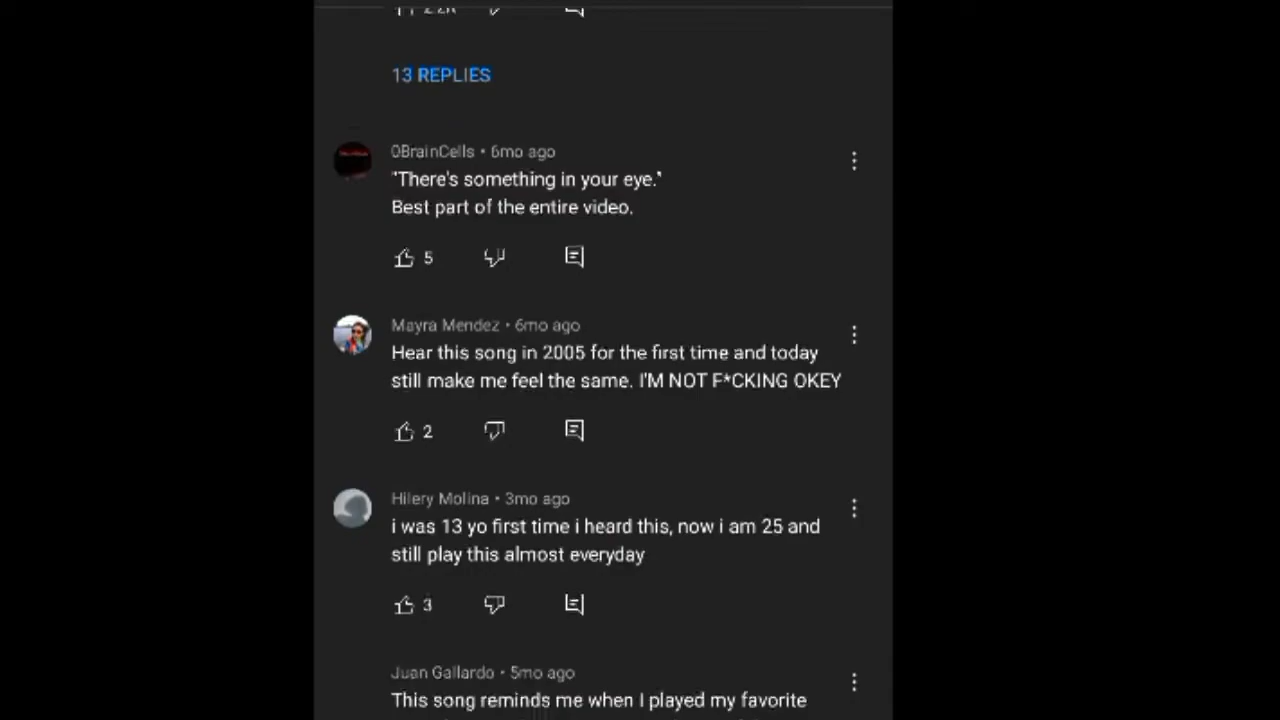 13 REPLIES
0BrainCells • 6mo ago
"There's something in your eye."
Best part of the entire video.
5
Mayra Mendez • 6mo ago
Hear this song in 2005 for the first time and today
still make me feel the same. I'M NOT F*CKING OKEY
2
Hilery Molina • 3mo ago
i was 13 yo first time i heard this, now i am 25 and
still play this almost everyday
3
Juan Gallardo • 5mo ago
This song reminds me when I played my favorite